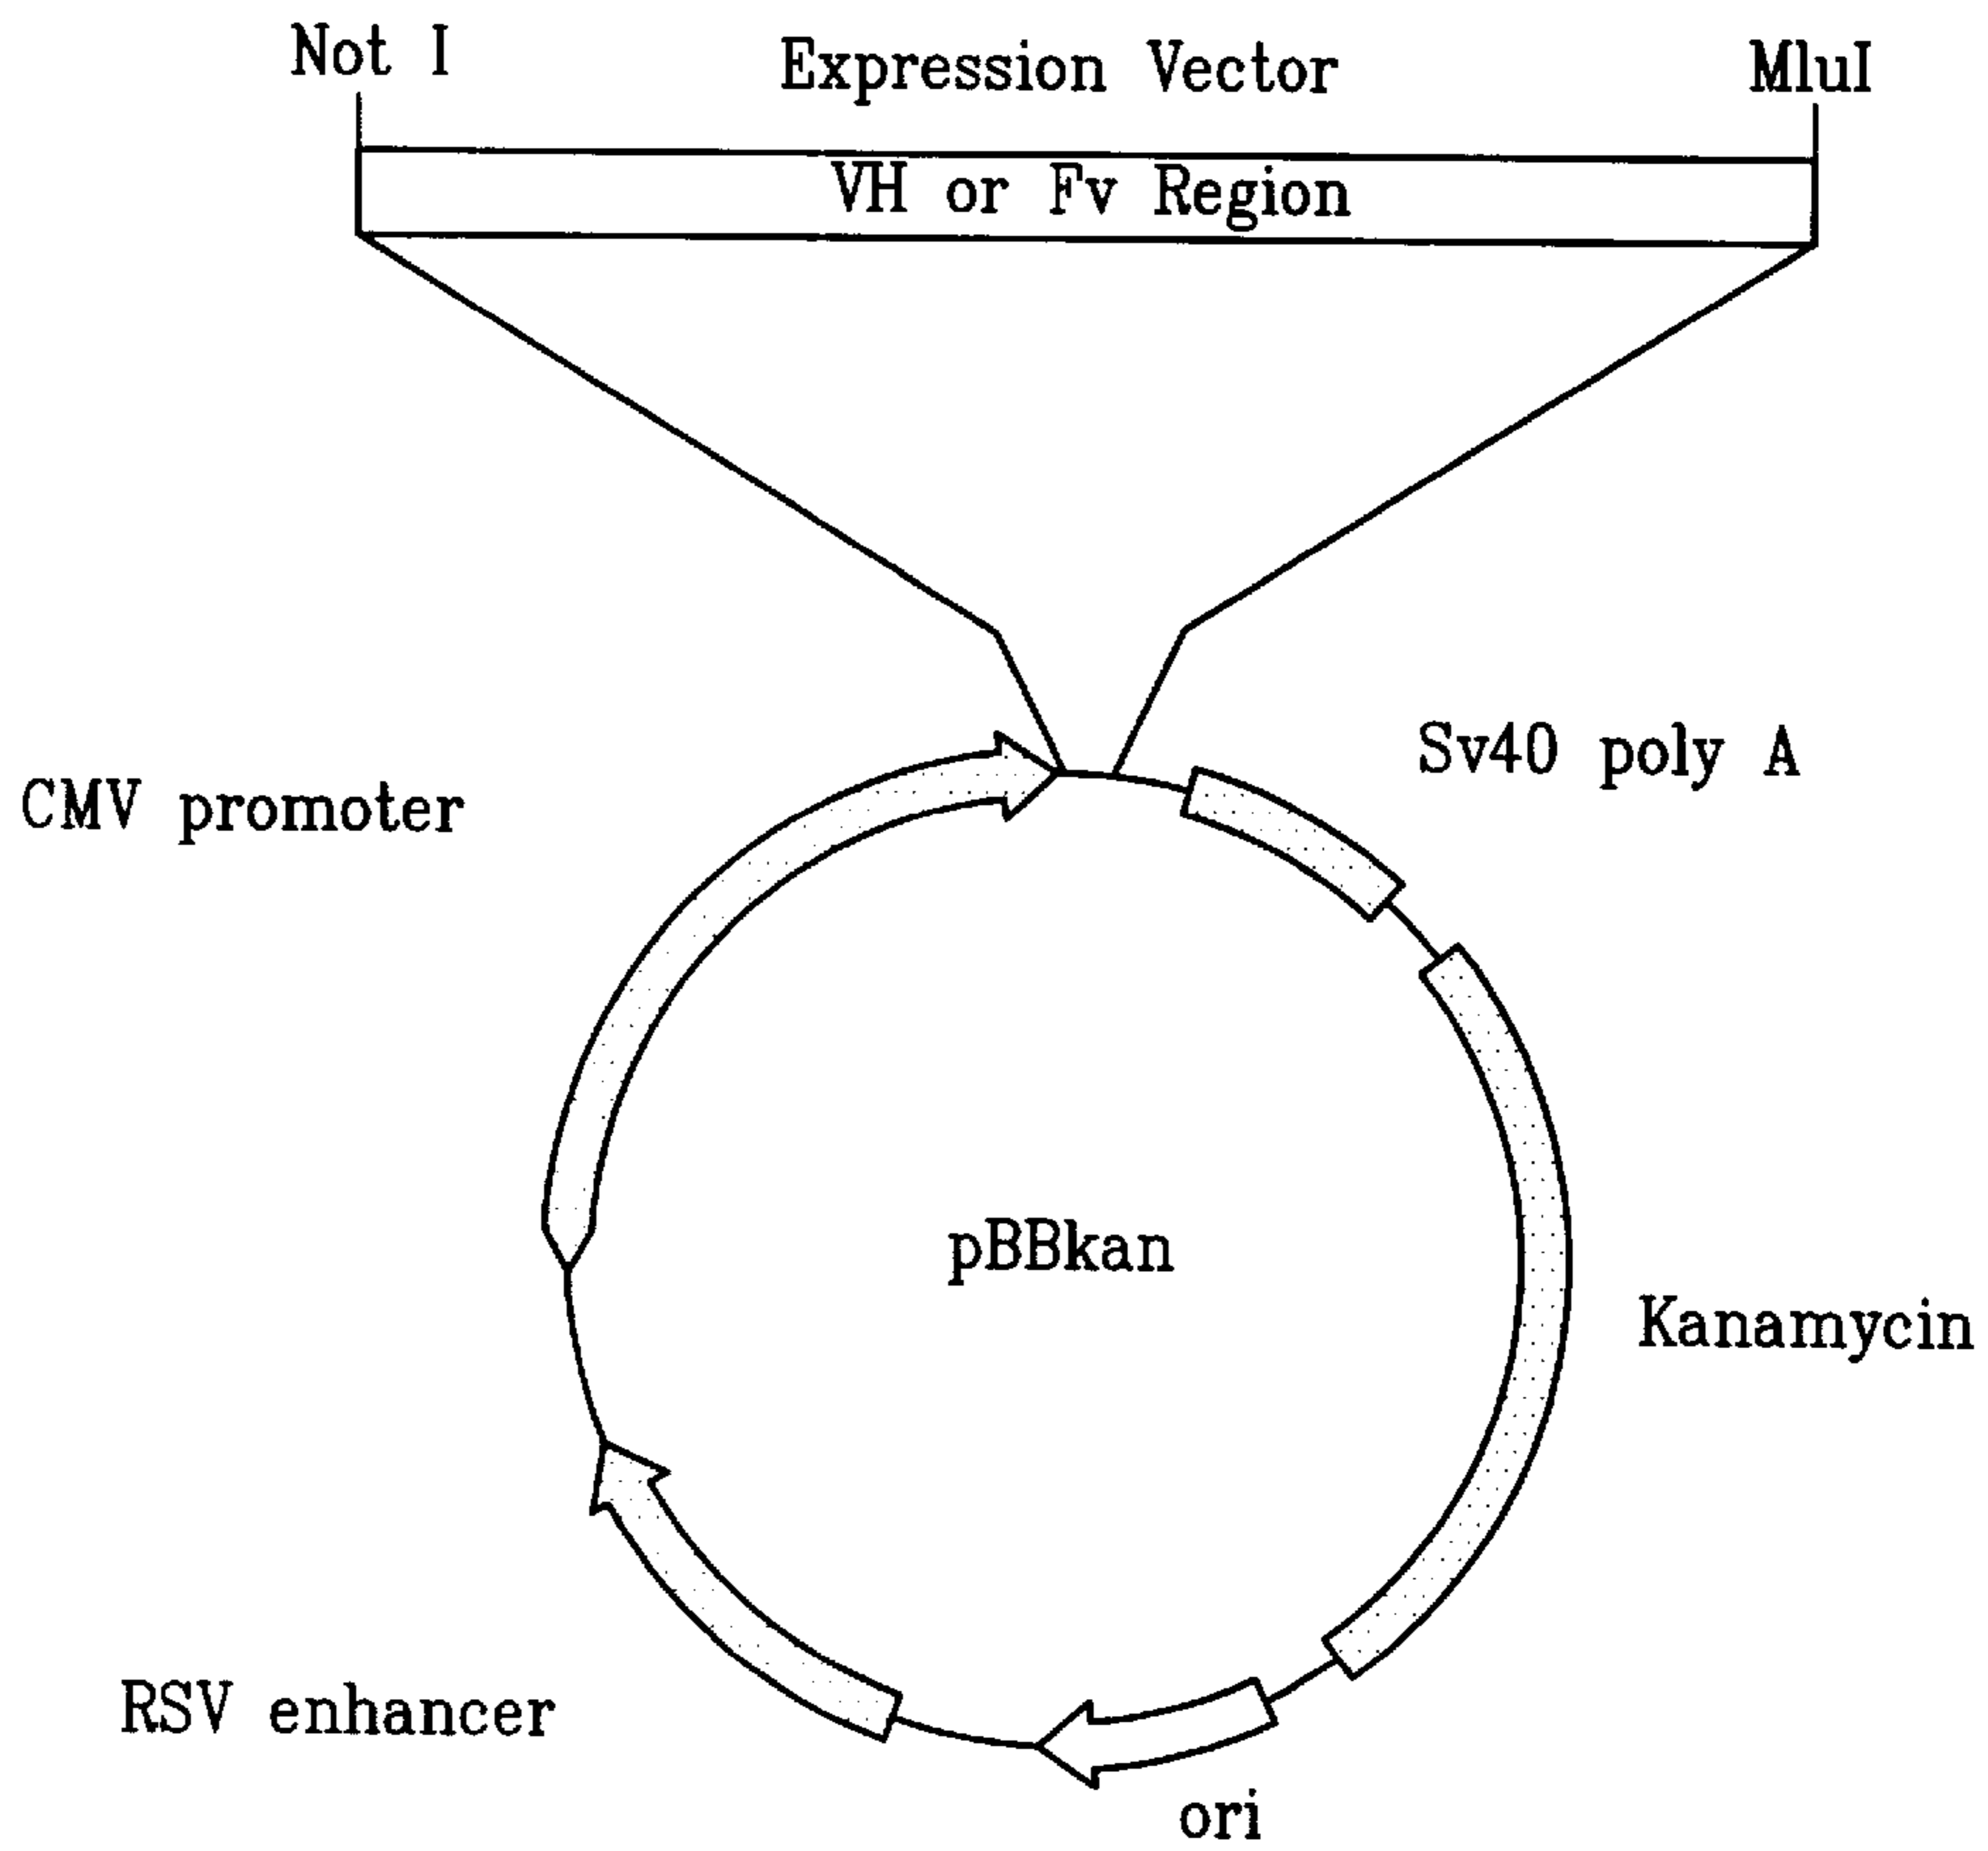 Not I
Expression Vector
MluI
VH or Fv Region
Sv40 poly A
CMV promoter
pBBkan
Kanamycin
RSV enhancer
ori